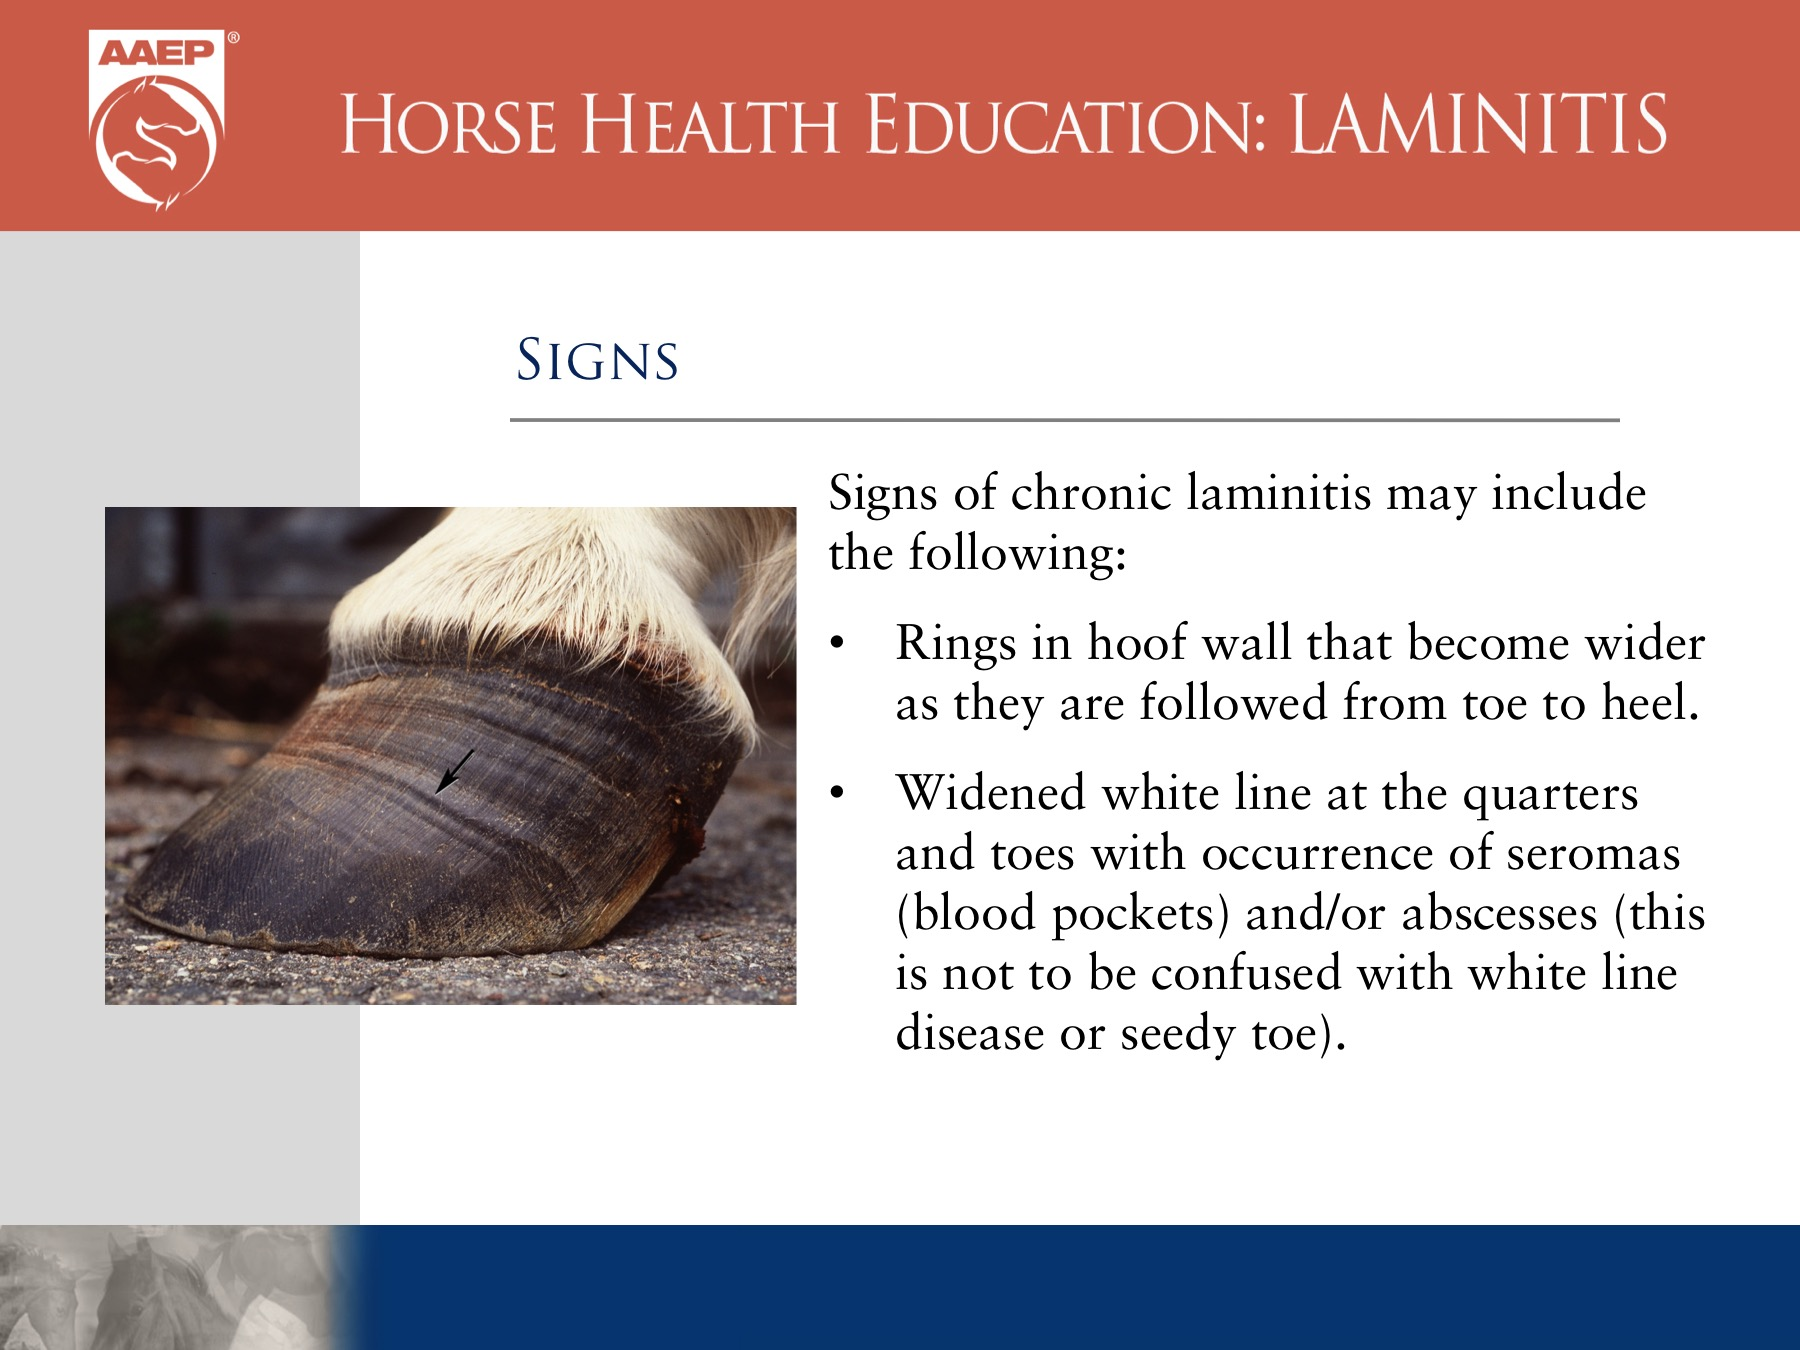 AAEP®
HORSE HEALTH EDUCATION: LAMINITIS
SIGNS
Signs of chronic laminitis may include
the following:
• Rings in hoof wall that become wider
as they are followed from toe to heel.
• Widened white line at the quarters
and toes with occurrence of seromas
(blood pockets) and/or abscesses (this
is not to be confused with white line
disease or seedy toe).